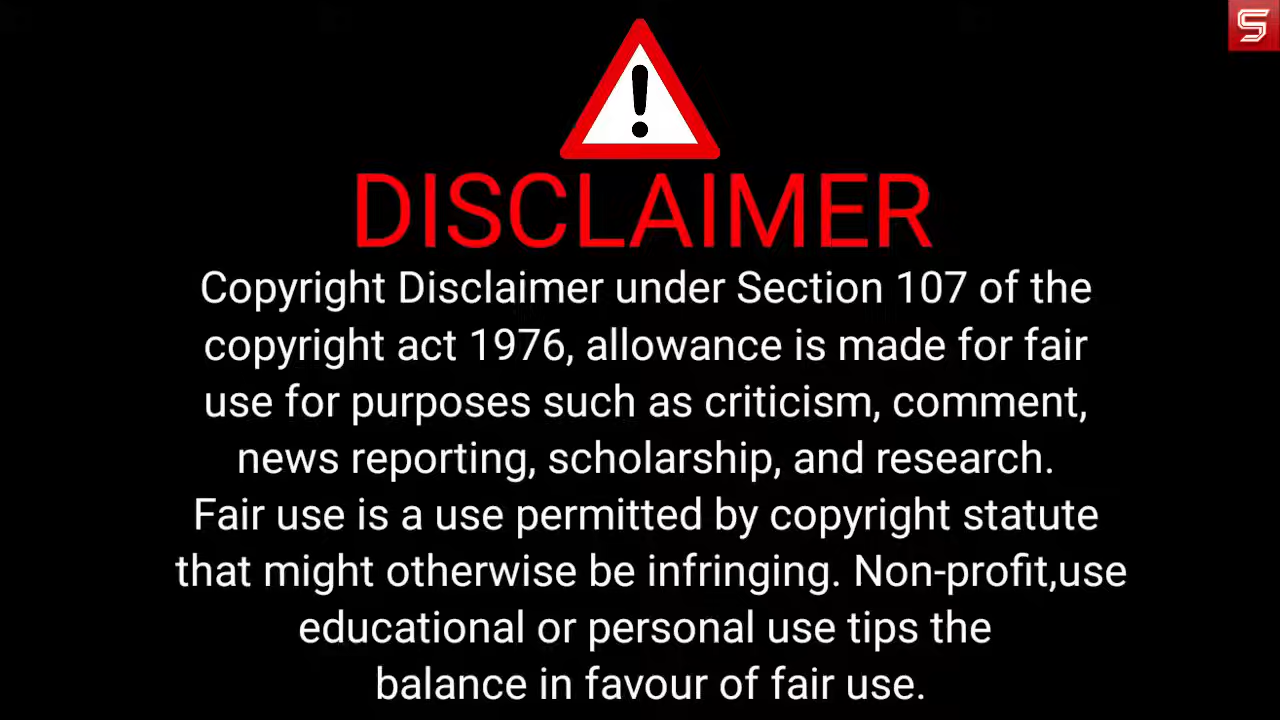 S
DISCLAIMER
Copyright Disclaimer under Section 107 of the
copyright act 1976, allowance is made for fair
use for purposes such as criticism, comment,
news reporting, scholarship, and research.
Fair use is a use permitted by copyright statute
that might otherwise be infringing. Non-profit,use
educational or personal use tips the
balance in favour of fair use.